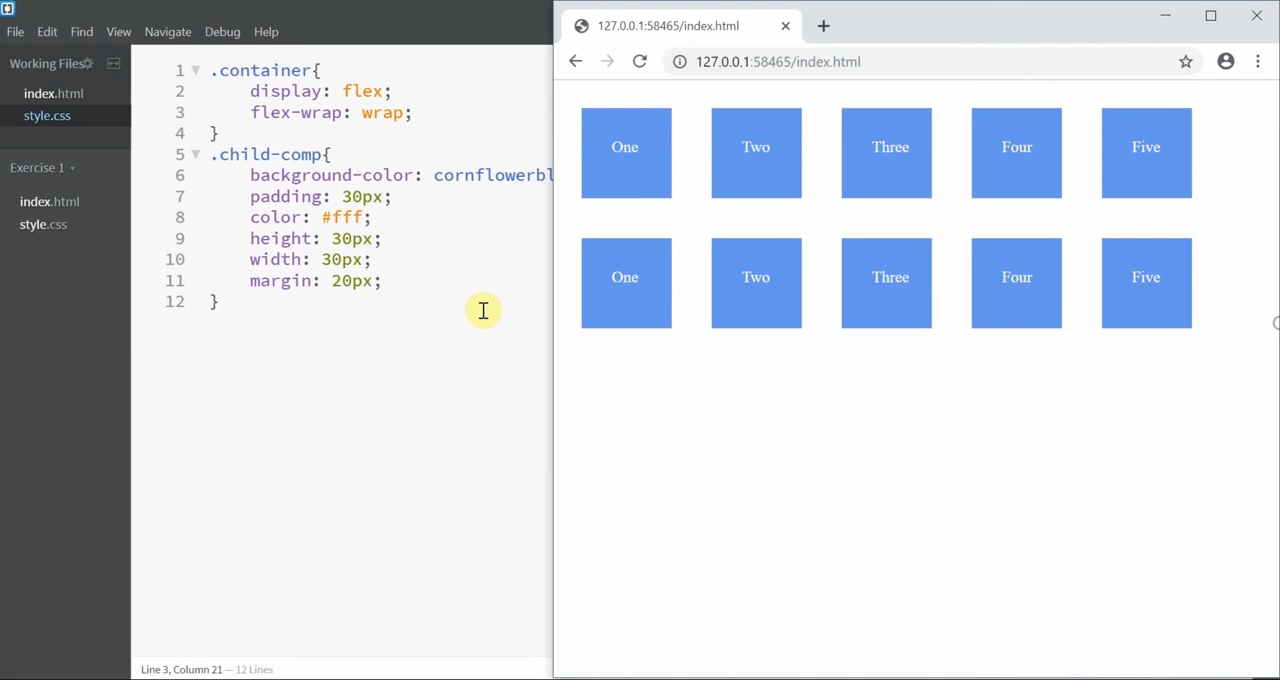 File Edit Find View Navigate Debug Help
Working Files
index.html
style.css
Exercise 1
index.html
style.css
1 .container{
2 display: flex;
3 flex-wrap: wrap;
4 }
5 .child-comp{
6 background-color: cornflowerbl
7 padding: 30px;
8 color: #fff;
9 height: 30px;
10 width: 30px;
11 margin: 20px;
12 }
Line 3, Column 21 — 12 Lines
127.0.0.1:58465/index.html
127.0.0.1:58465/index.html
One Two Three Four Five
One Two Three Four Five